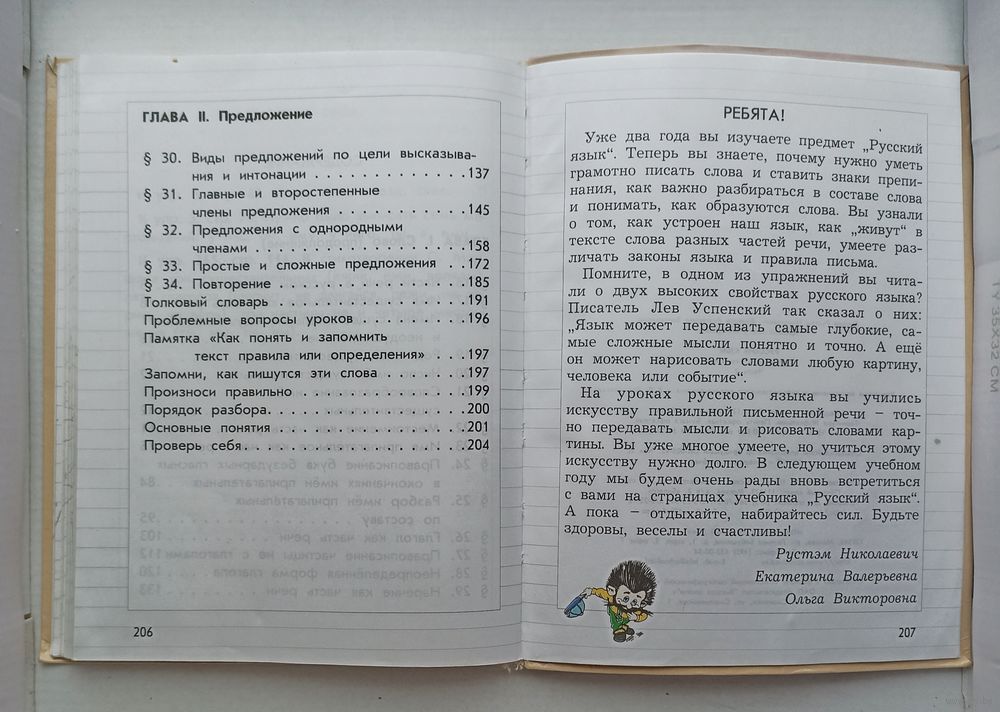 ГЛАВА II. Предложение
§ 30. Виды предложений по цели высказыва-
ния и интонации . . . . . . . . . . . . . 137
§ 31. Главные и второстепенные
члены предложения . . . . . . . . . . . 145
§ 32. Предложения с однородными
членами . . . . . . . . . . . . . . . . . . 158
§ 33. Простые и сложные предложения . . 172
§ 34. Повторение . . . . . . . . . . . . . . . . 185
Толковый словарь . . . . . . . . . . . . . . . . 191
Проблемные вопросы уроков . . . . . . . . . 196
Памятка «Как понять и запомнить
текст правила или определения» . . . 197
Запомни, как пишутся эти слова . . . . . . . 197
Произноси правильно . . . . . . . . . . . . . . 199
Порядок разбора. . . . . . . . . . . . . . . . . 200
Основные понятия . . . . . . . . . . . . . . . . 201
Проверь себя. . . . . . . . . . . . . . . . . . . 204
206
РЕБЯТА!
Уже два года вы изучаете предмет „Русский
язык“. Теперь вы знаете, почему нужно уметь
грамотно писать слова и ставить знаки препи-
нания, как важно разбираться в составе слова
и понимать, как образуются слова. Вы узнали
о том, как устроен наш язык, как „живут“ в
тексте слова разных частей речи, умеете раз-
личать законы языка и правила письма.
Помните, в одном из упражнений вы чита-
ли о двух высоких свойствах русского языка?
Писатель Лев Успенский так сказал о них:
„Язык может передавать самые глубокие, са-
мые сложные мысли понятно и точно. А ещё
он может нарисовать словами любую картину,
человека или событие“.
На уроках русского языка вы учились
искусству правильной письменной речи – точ-
но передавать мысли и рисовать словами кар-
тины. Вы уже многое умеете, но учиться этому
искусству нужно долго. В следующем учебном
году мы будем очень рады вновь встретиться
с вами на страницах учебника „Русский язык“.
А пока – отдыхайте, набирайтесь сил. Будьте
здоровы, веселы и счастливы!
Рустэм Николаевич
Екатерина Валерьевна
Ольга Викторовна
207
35X32 CM